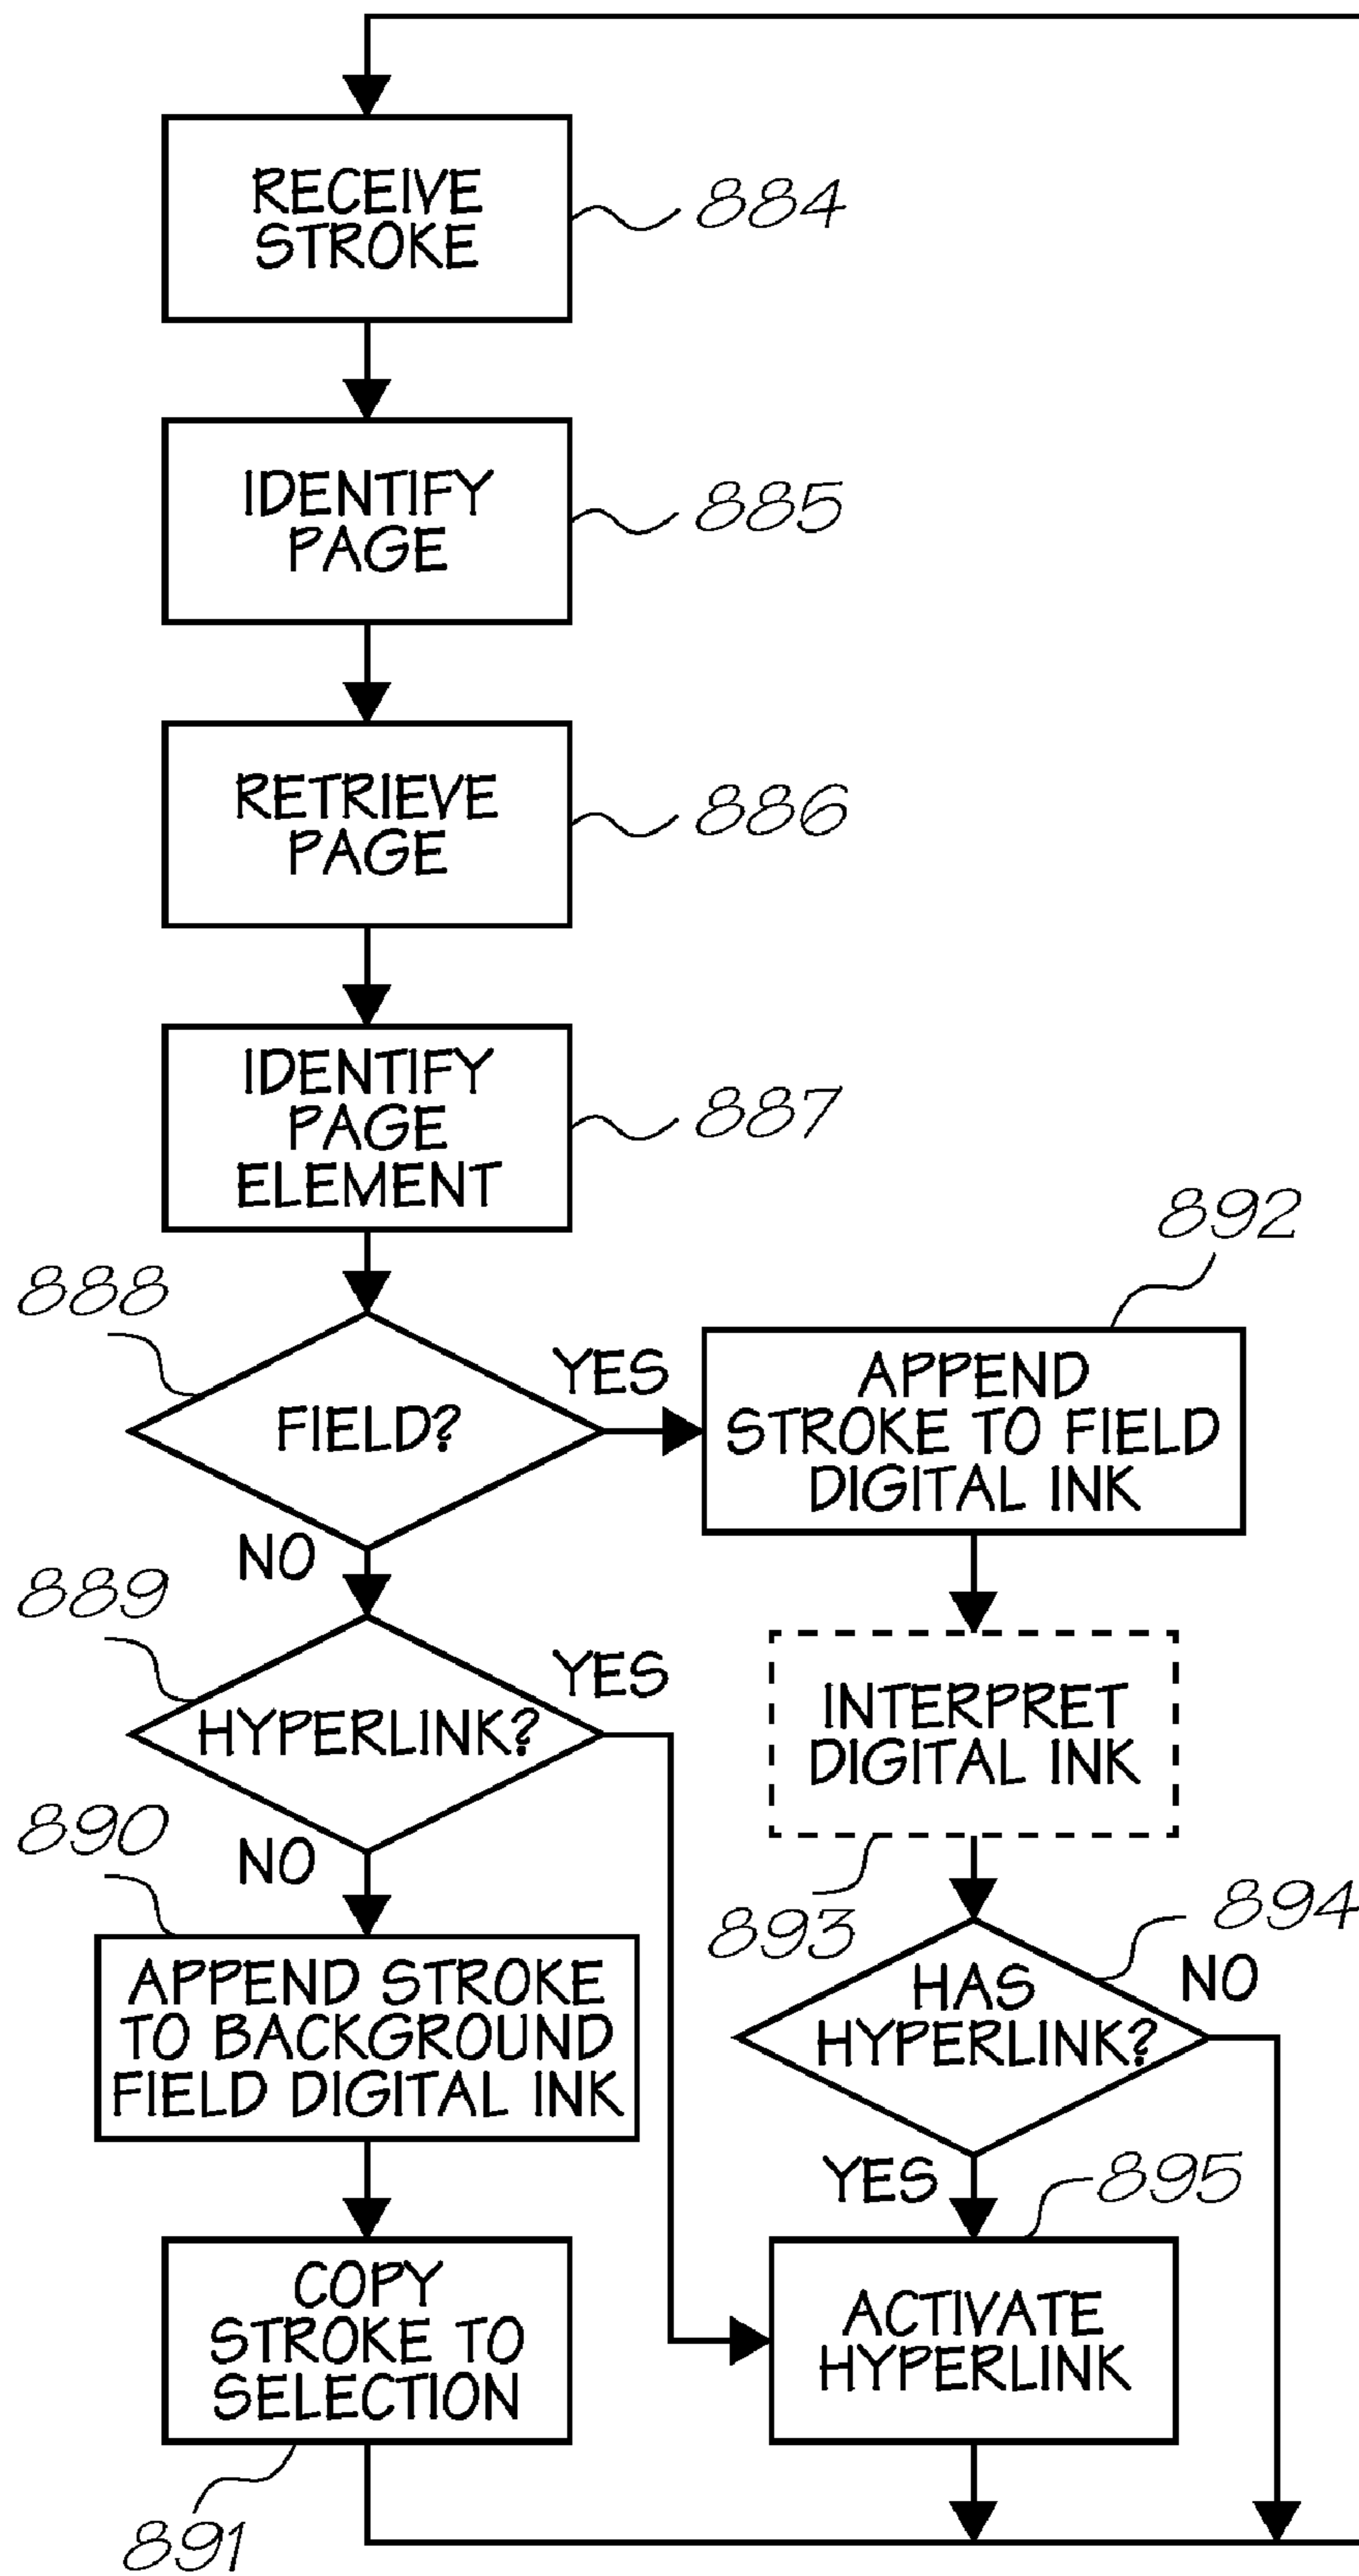 RECEIVE
STROKE
884
IDENTIFY
PAGE
885
RETRIEVE
PAGE
886
IDENTIFY
PAGE
ELEMENT
887
888
FIELD?
YES
NO
892
APPEND
STROKE TO FIELD
DIGITAL INK
889
HYPERLINK?
YES
NO
INTERPRET
DIGITAL INK
893
890
APPEND STROKE
TO BACKGROUND
FIELD DIGITAL INK
894
HAS
HYPERLINK?
NO
YES
895
COPY
STROKE TO
SELECTION
891
ACTIVATE
HYPERLINK